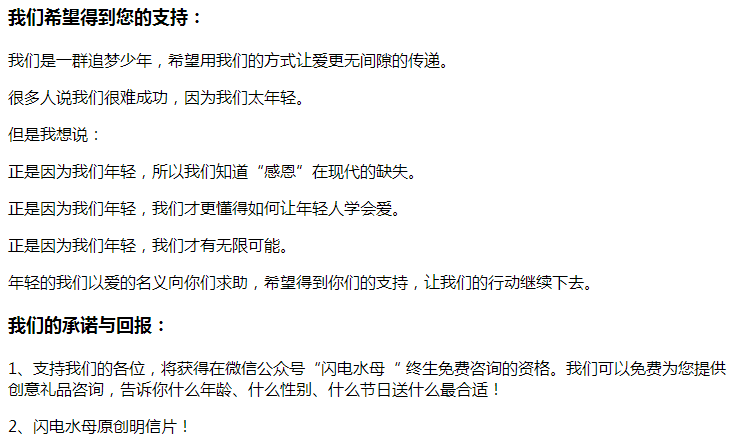 我们希望得到您的支持：
我们是一群追梦少年，希望用我们的方式让爱更无间隙的传递。
很多人说我们很难成功，因为我们太年轻。
但是我想说：
正是因为我们年轻，所以我们知道“感恩”在现代的缺失。
正是因为我们年轻，我们才更懂得如何让年轻人学会爱。
正是因为我们年轻，我们才有无限可能。
年轻的我们以爱的名义向你们求助，希望得到你们的支持，让我们的行动继续下去。
我们的承诺与回报：
1、支持我们的各位，将获得在微信公众号“闪电水母“ 终生免费咨询的资格。我们可以免费为您提供
创意礼品咨询，告诉你什么年龄、什么性别、什么节日送什么最合适！
2、闪电水母原创明信片！